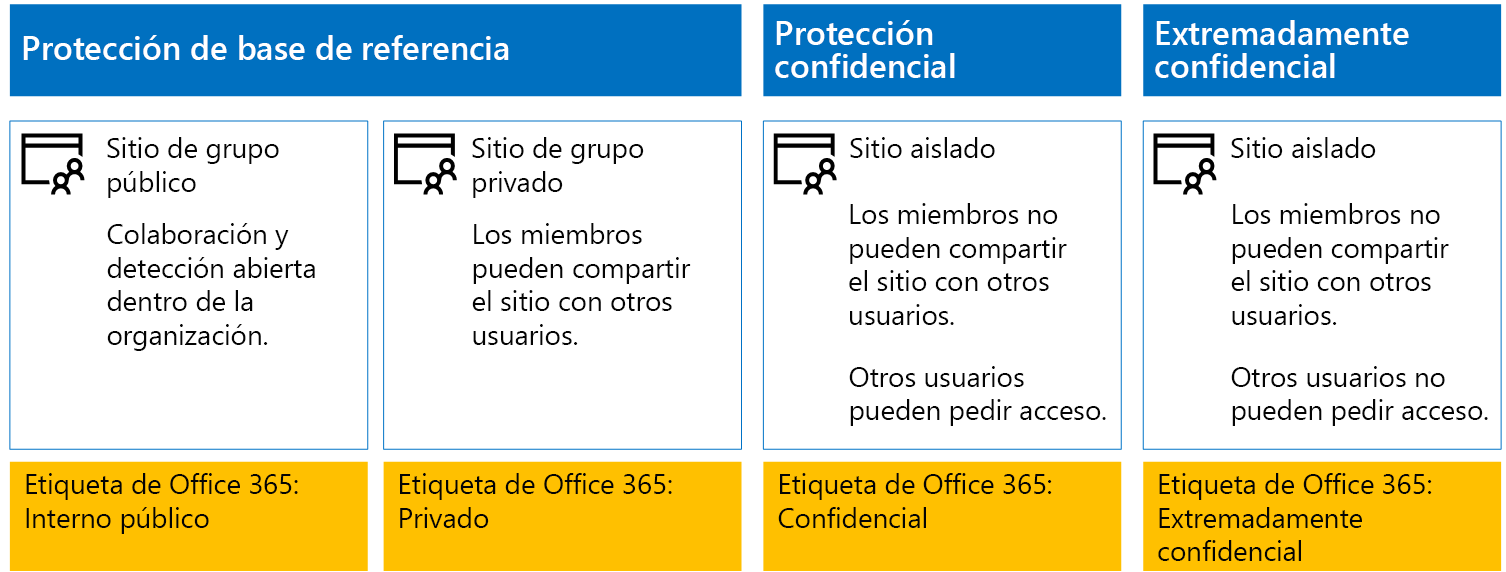 Protección de base de referencia
Protección
confidencial
Extremadamente
confidencial
Sitio de grupo
público
Colaboración y
detección abierta
dentro de la
organización.
Sitio de grupo
privado
Los miembros
pueden compartir
el sitio con otros
usuarios.
Sitio aislado
Los miembros no
pueden compartir
el sitio con otros
usuarios.
Otros usuarios
pueden pedir acceso.
Sitio aislado
Los miembros no
pueden compartir
el sitio con otros
usuarios.
Otros usuarios no
pueden pedir acceso.
Etiqueta de Office 365:
Interno público
Etiqueta de Office 365:
Privado
Etiqueta de Office 365:
Confidencial
Etiqueta de Office 365:
Extremadamente
confidencial